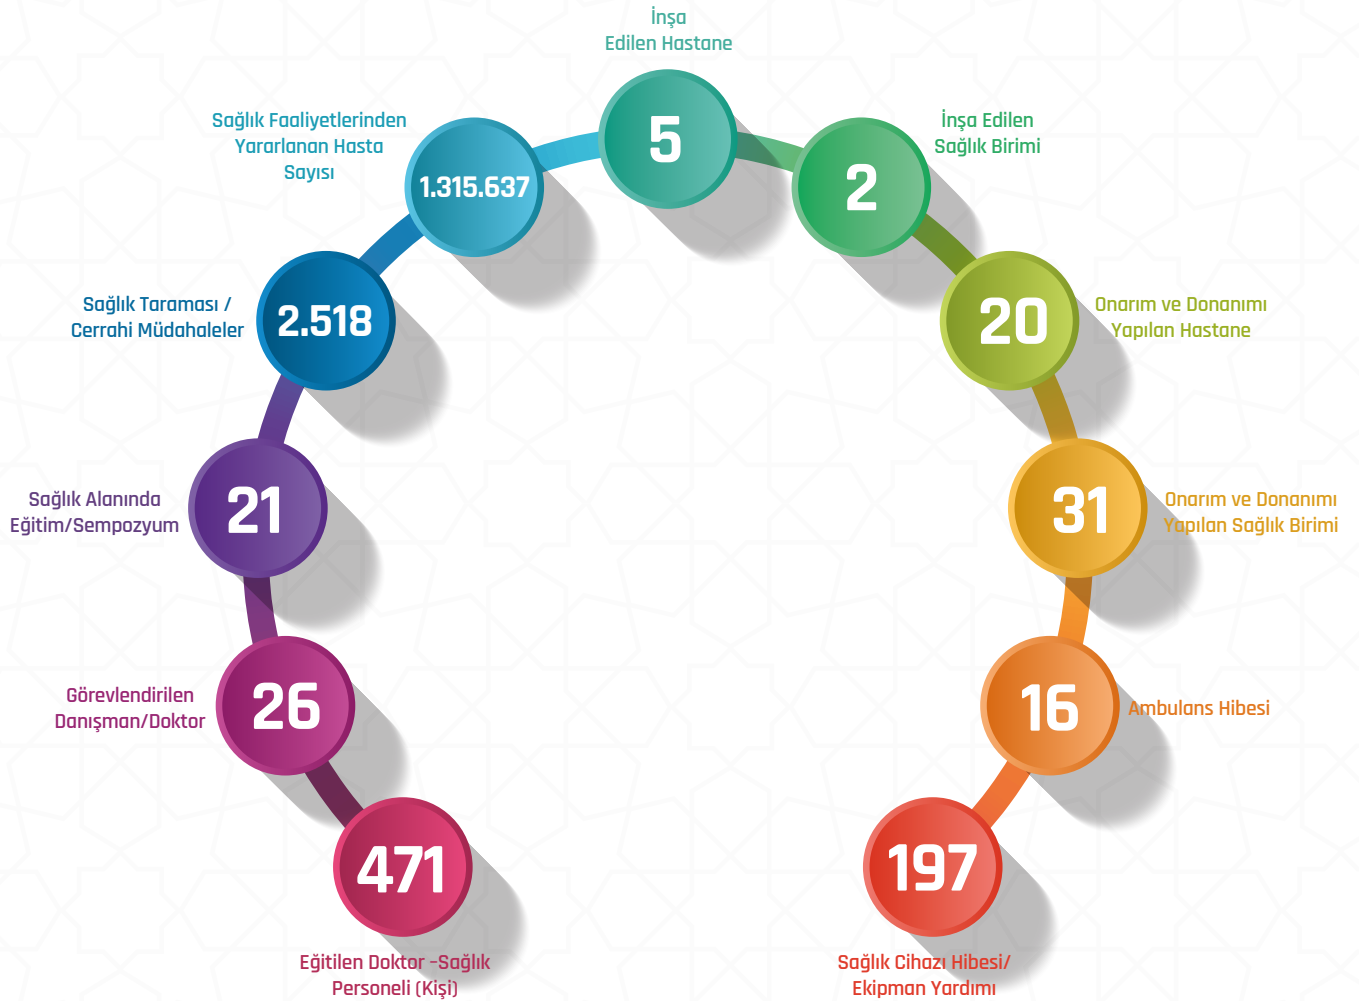 İnşa
Edilen Hastane
5
İnşa Edilen
Sağlık Birimi
2
Onarım ve Donanımı
Yapılan Hastane
20
Onarım ve Donanımı
Yapılan Sağlık Birimi
31
Ambulans Hibesi
16
Sağlık Cihazı Hibesi/
Ekipman Yardımı
197
Sağlık Faaliyetlerinden
Yararlanan Hasta
Sayısı
1.315.637
Sağlık Taraması /
Cerrahi Müdahaleler
2.518
Sağlık Alanında
Eğitim/Sempozyum
21
Görevlendirilen
Danışman/Doktor
26
471
Eğitilen Doktor -Sağlık
Personeli (Kişi)